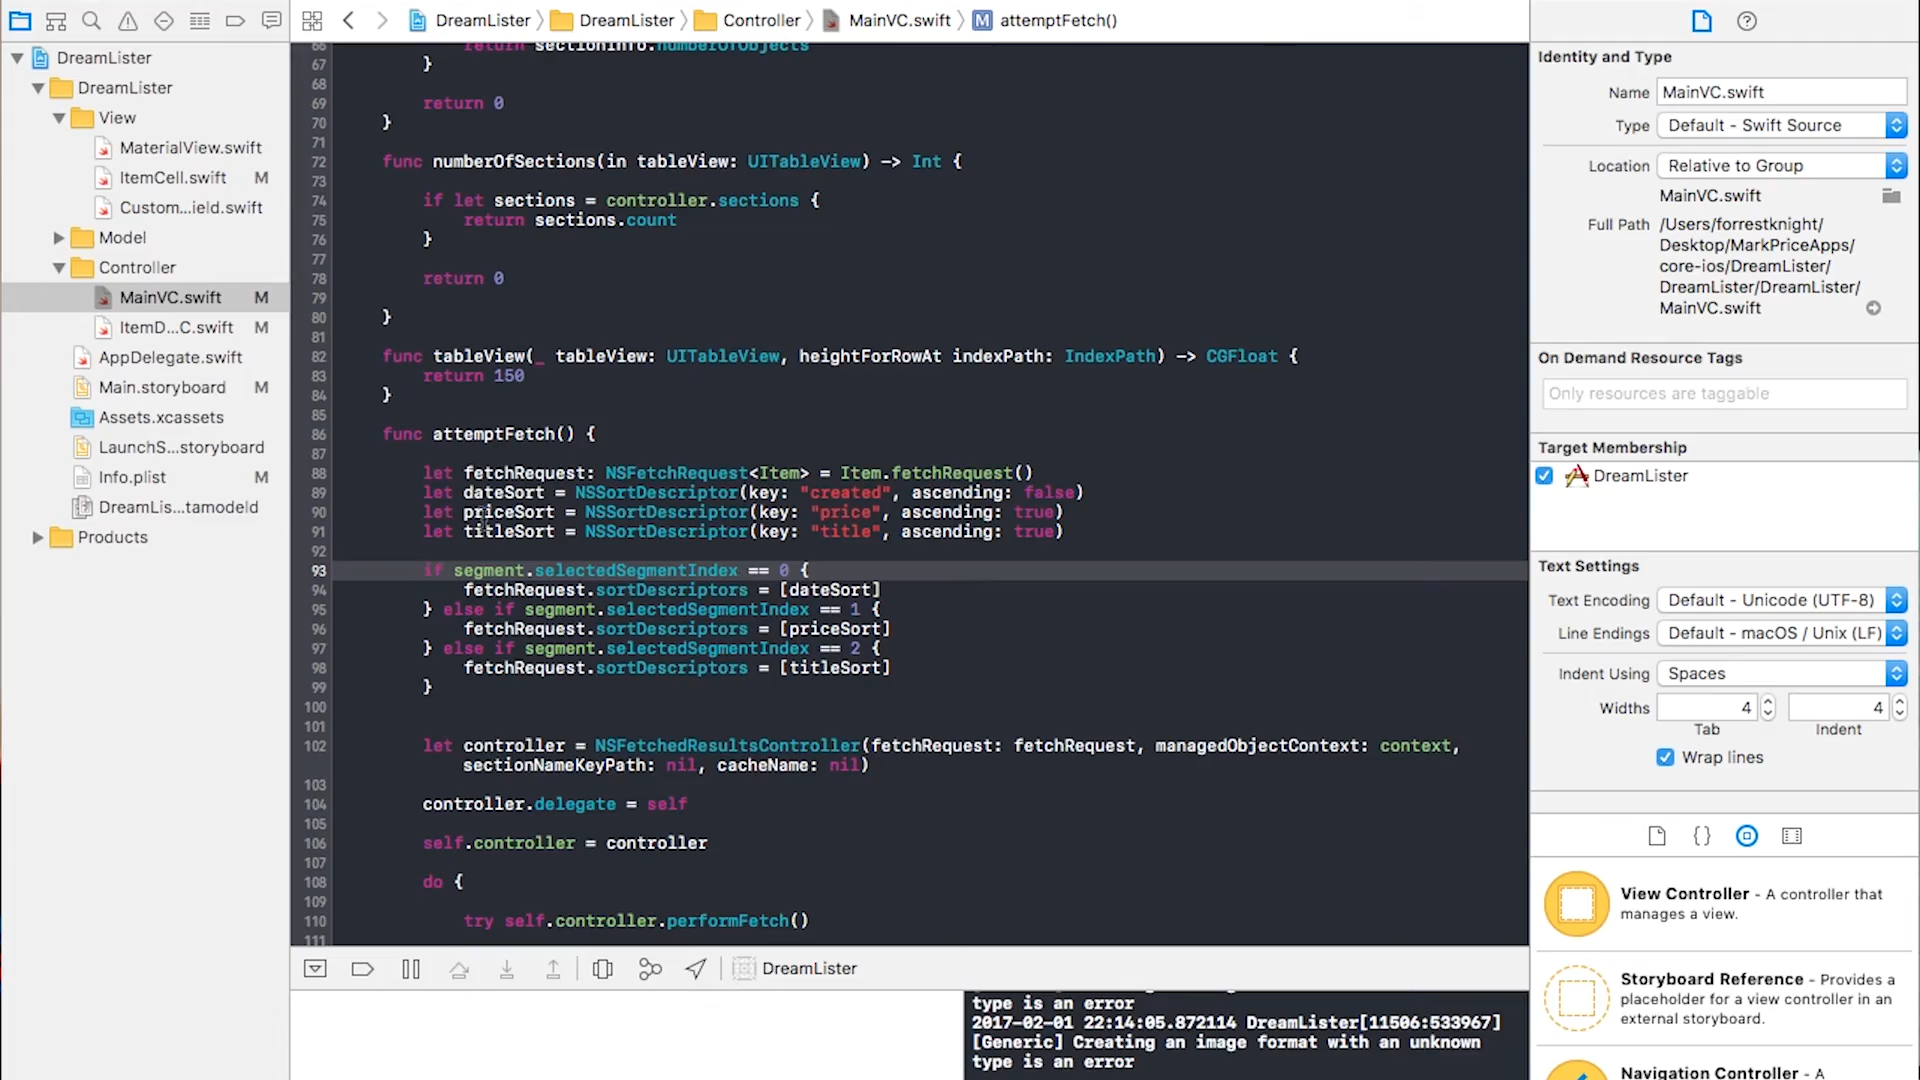 DreamLister
DreamLister
Controller
MainVC.swift
M
attemptFetch()
DreamLister
DreamLister
View
MaterialView.swift
ItemCell.swift M
Custom...ield.swift
Model
Controller
MainVC.swift M
ItemD...C.swift M
AppDelegate.swift
Main.storyboard M
Assets.xcassets
LaunchS...storyboard
Info.plist M
DreamLis...tamodeld
Products
66 return sectionInfo.numberOfObjects
67 }
68
69 return 0
70 }
71
72 func numberOfSections(in tableView: UITableView) -> Int {
73
74 if let sections = controller.sections {
75 return sections.count
76 }
77
78 return 0
79
80 }
81
82 func tableView(_ tableView: UITableView, heightForRowAt indexPath: IndexPath) -> CGFloat {
83 return 150
84 }
85
86 func attemptFetch() {
87
88 let fetchRequest: NSFetchRequest<Item> = Item.fetchRequest()
89 let dateSort = NSSortDescriptor(key: "created", ascending: false)
90 let priceSort = NSSortDescriptor(key: "price", ascending: true)
91 let titleSort = NSSortDescriptor(key: "title", ascending: true)
92
93 if segment.selectedSegmentIndex == 0 {
94 fetchRequest.sortDescriptors = [dateSort]
95 } else if segment.selectedSegmentIndex == 1 {
96 fetchRequest.sortDescriptors = [priceSort]
97 } else if segment.selectedSegmentIndex == 2 {
98 fetchRequest.sortDescriptors = [titleSort]
99 }
100
101
102 let controller = NSFetchedResultsController(fetchRequest: fetchRequest, managedObjectContext: context,
sectionNameKeyPath: nil, cacheName: nil)
103
104 controller.delegate = self
105
106 self.controller = controller
107
108 do {
109
110 try self.controller.performFetch()
111
DreamLister
type is an error
2017-02-01 22:14:05.872114 DreamLister[11506:533967]
[Generic] Creating an image format with an unknown
type is an error
Identity and Type
Name MainVC.swift
Type Default - Swift Source
Location Relative to Group
MainVC.swift
Full Path /Users/forrestknight/
Desktop/MarkPriceApps/
core-ios/DreamLister/
DreamLister/DreamLister/
MainVC.swift
On Demand Resource Tags
Only resources are taggable
Target Membership
DreamLister
Text Settings
Text Encoding Default - Unicode (UTF-8)
Line Endings Default - macOS / Unix (LF)
Indent Using Spaces
Widths 4 4
Tab Indent
Wrap lines
{}
View Controller - A controller that
manages a view.
Storyboard Reference - Provides a
placeholder for a view controller in an
external storyboard.
Navigation Controller - A